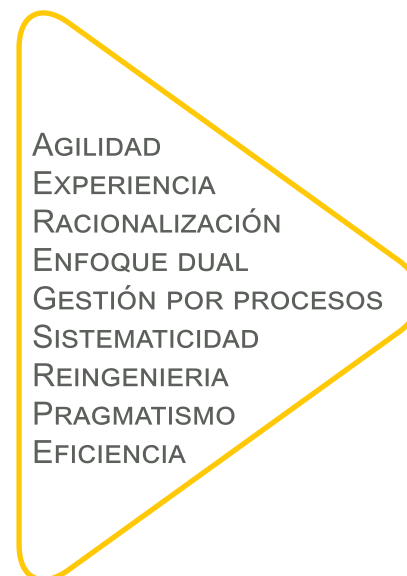 AGILIDAD
EXPERIENCIA
RACIONALIZACIÓN
ENFOQUE DUAL
GESTIÓN POR PROCESOS
SISTEMATICIDAD
REINGENIERIA
PRAGMATISMO
EFICIENCIA